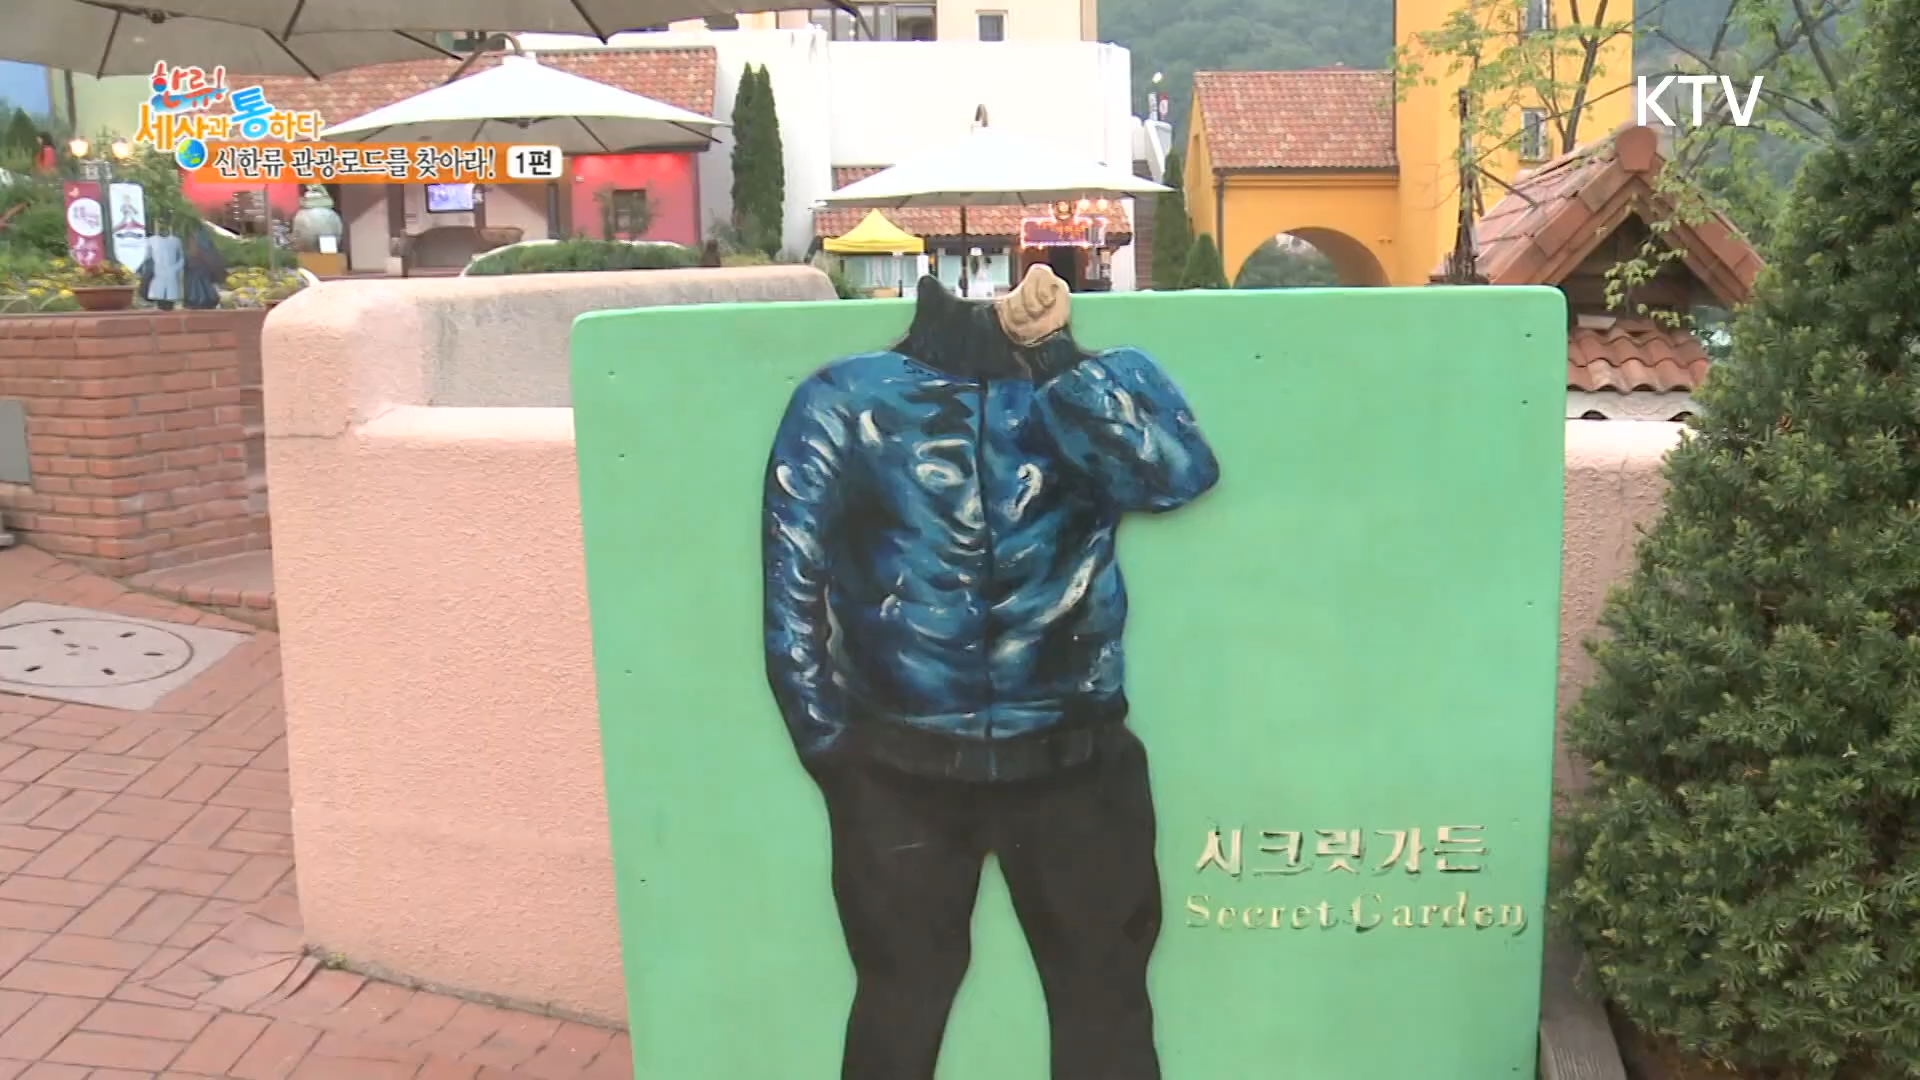 한류!
세상과 통하다
신한류 관광로드를 찾아라! 1편
KTV
시크릿가든
Secret Garden